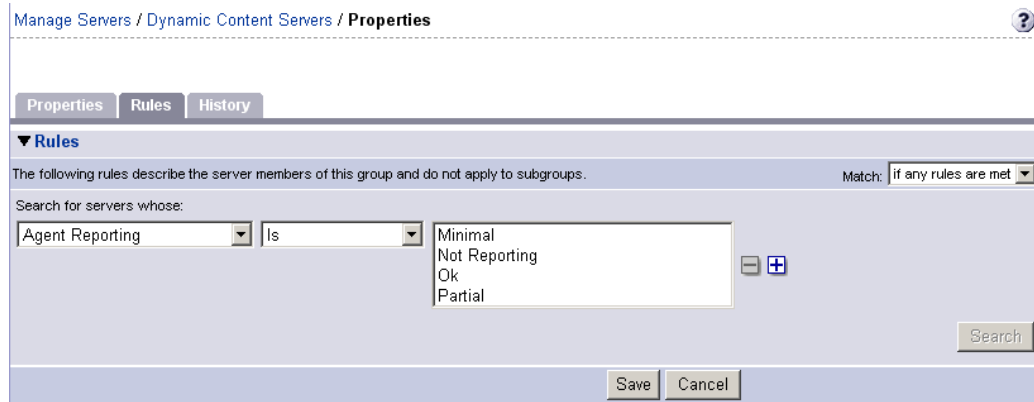 Manage Servers / Dynamic Content Servers / Properties ?
Properties Rules History
Rules
The following rules describe the server members of this group and do not apply to subgroups. Match: if any rules are met
Search for servers whose:
Agent Reporting Is
Minimal
Not Reporting
Ok
Partial
Search
Save Cancel